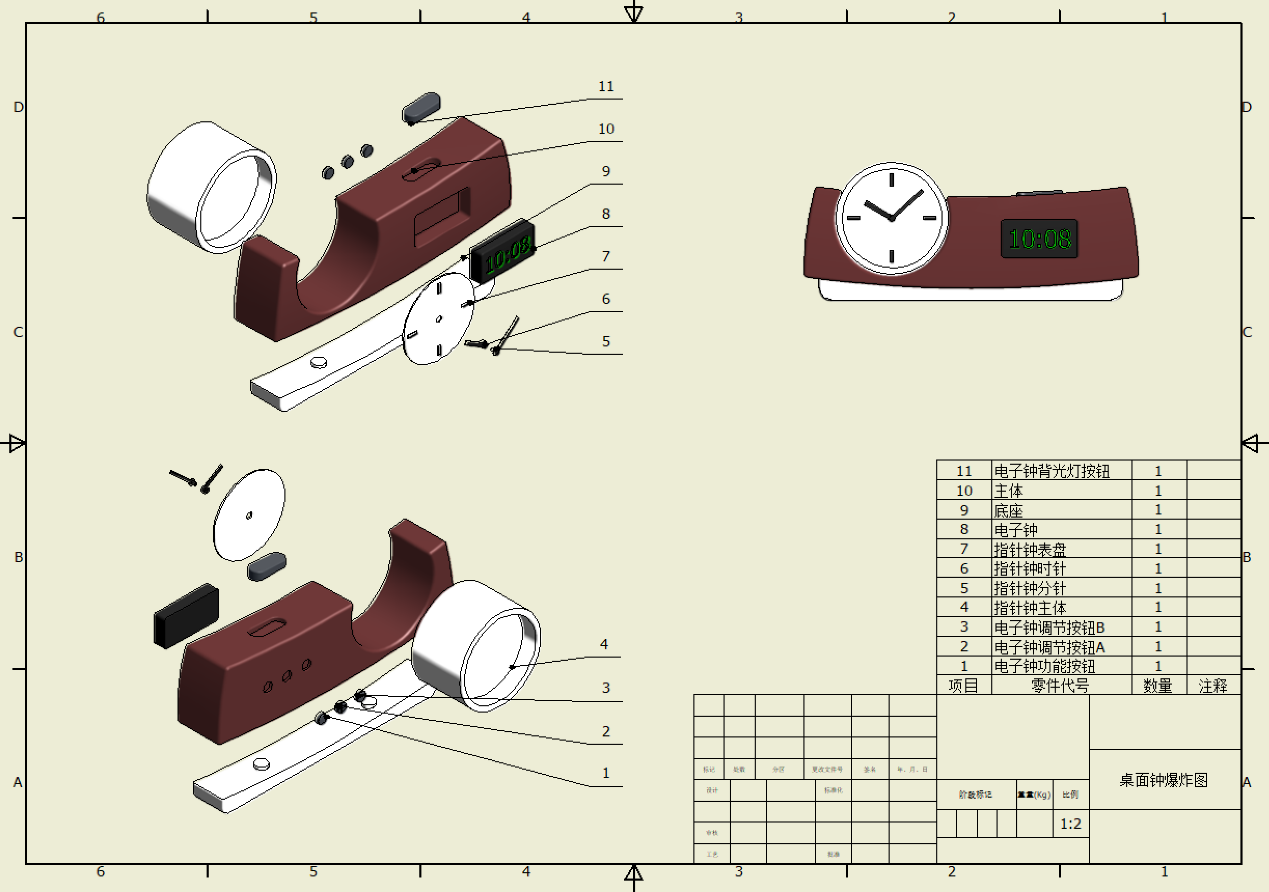 6 5 4 3 2 1
D D
11
10
9
8
7
6
5
10:08
10:08
C C
B B
4
3
2
1
A A
11 电子钟背光灯按钮 1
10 主体 1
9 底座 1
8 电子钟 1
7 指针钟表盘 1
6 指针钟时针 1
5 指针钟分针 1
4 指针钟主体 1
3 电子钟调节按钮B 1
2 电子钟调节按钮A 1
1 电子钟功能按钮 1
项目 零件代号 数量 注释
标记 处数 分区 更改文件号 签名 年、月、日
设计 标准化
审核
工艺 批准
阶段标记 重量(Kg) 比例
1:2
桌面钟爆炸图
6 5 4 3 2 1